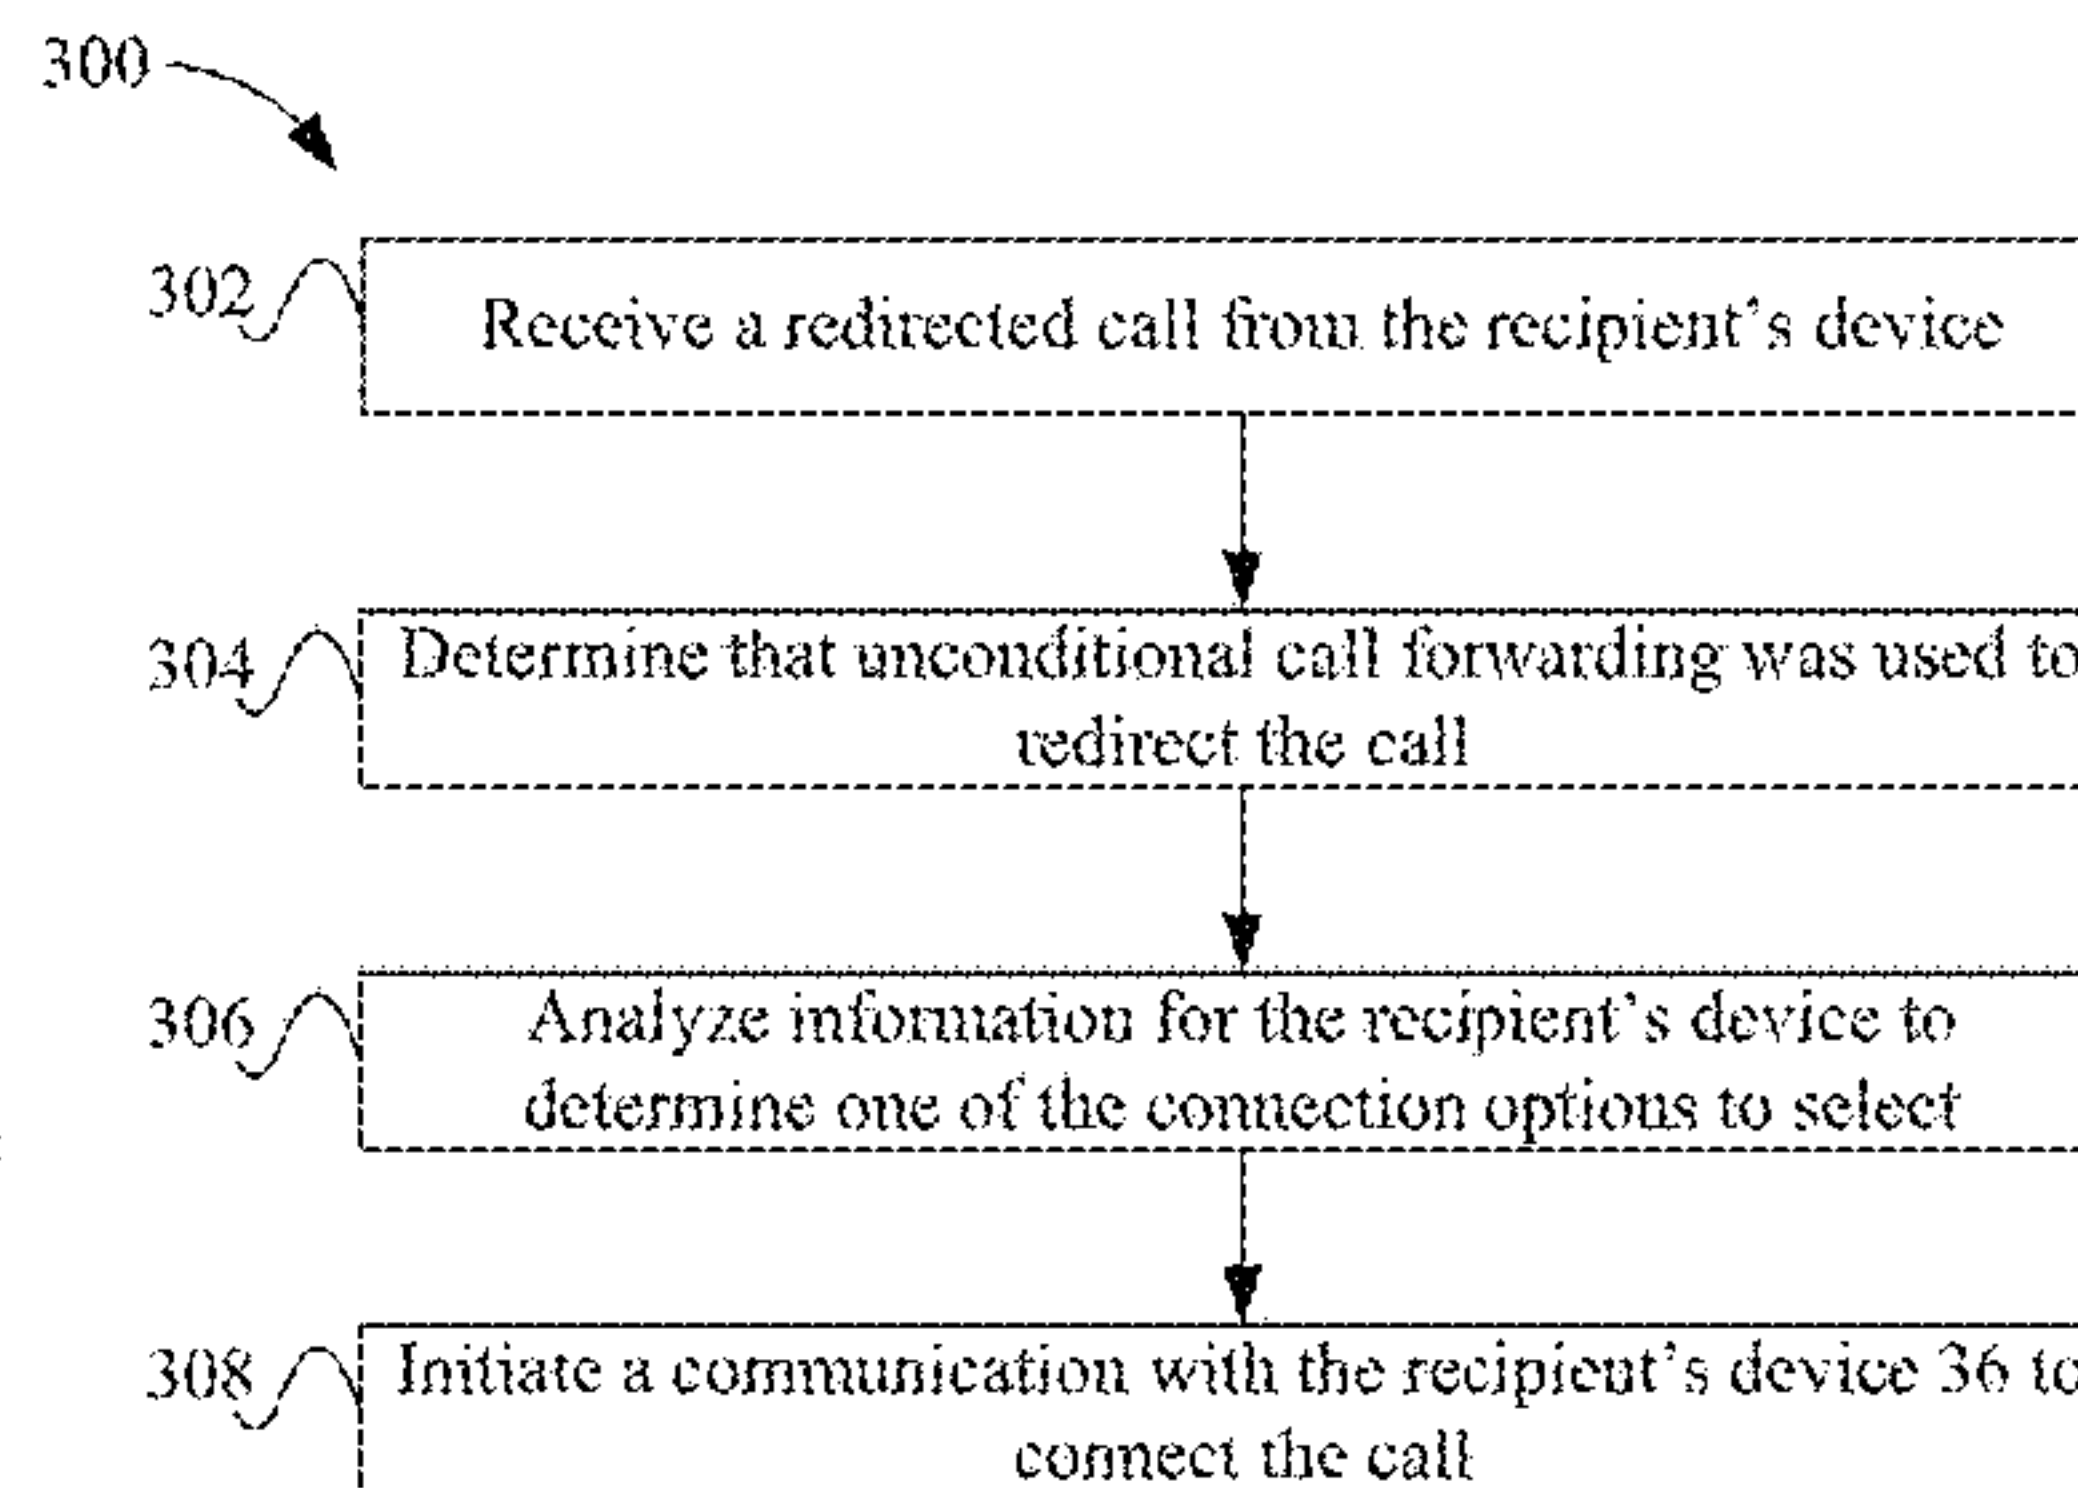 300
302
Receive a redirected call from the recipient's device
304
Determine that unconditional call forwarding was used to
redirect the call
306
Analyze information for the recipient's device to
determine one of the connection options to select
308
Initiate a communication with the recipient's device 36 to
connect the call